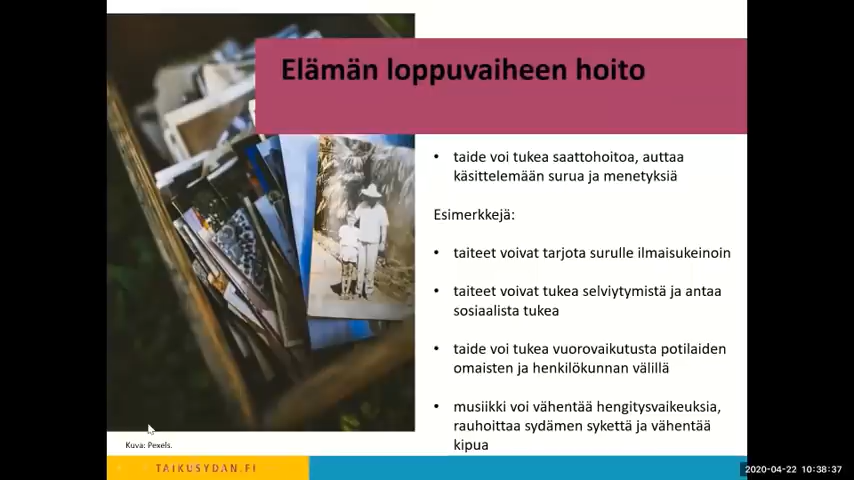 Elämän loppuvaiheen hoito
• taide voi tukea saattohoitoa, auttaa
käsittelemään surua ja menetyksiä
Esimerkkejä:
• taiteet voivat tarjota surulle ilmaisukeinoin
• taiteet voivat tukea selviytymistä ja antaa
sosiaalista tukea
• taide voi tukea vuorovaikutusta potilaiden
omaisten ja henkilökunnan välillä
• musiikki voi vähentää hengitysvaikeuksia,
rauhoittaa sydämen sykettä ja vähentää
kipua
Kuva: Pexels.
TAIKUSYDAN.FI
2020-04-22 10:38:37